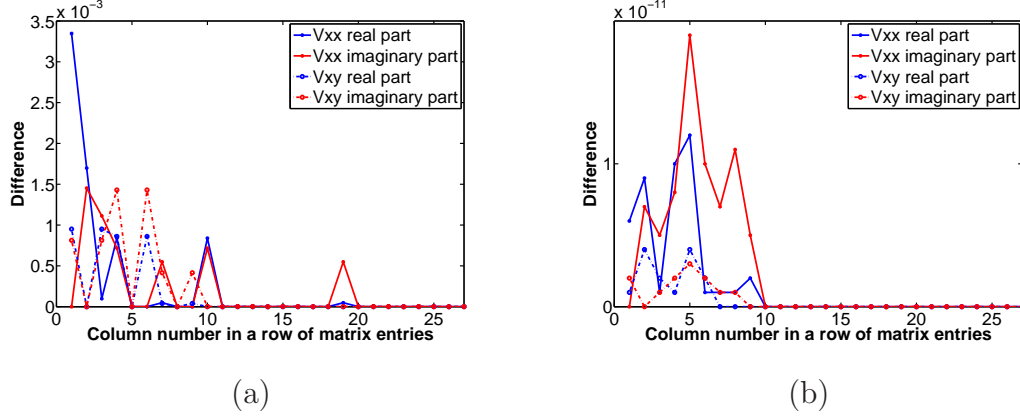 x 10⁻³
3.5
3
2.5
2
1.5
1
0.5
0
0 5 10 15 20 25
Difference
Column number in a row of matrix entries
Vxx real part
Vxx imaginary part
Vxy real part
Vxy imaginary part
(a)
x 10⁻¹¹
1
0
0 5 10 15 20 25
Difference
Column number in a row of matrix entries
Vxx real part
Vxx imaginary part
Vxy real part
Vxy imaginary part
(b)